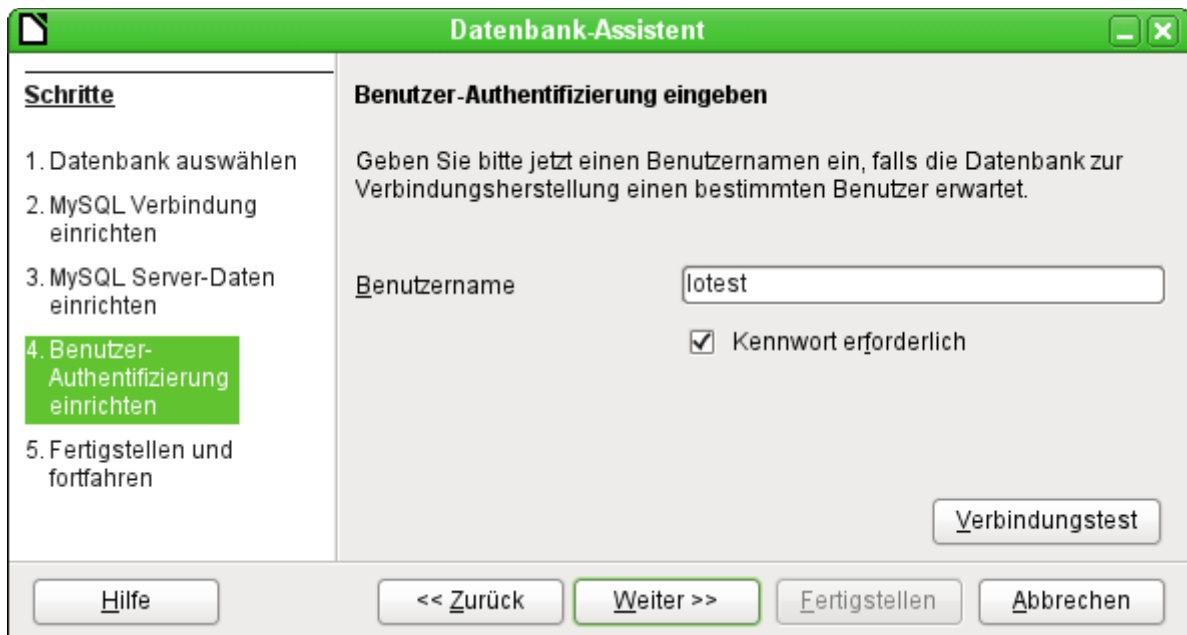 Datenbank-Assistent
Schritte
1. Datenbank auswählen
2. MySQL Verbindung
einrichten
3. MySQL Server-Daten
einrichten
4. Benutzer-
Authentifizierung
einrichten
5. Fertigstellen und
fortfahren
Benutzer-Authentifizierung eingeben
Geben Sie bitte jetzt einen Benutzernamen ein, falls die Datenbank zur
Verbindungsherstellung einen bestimmten Benutzer erwartet.
Benutzername
lotest
Kennwort erforderlich
Verbindungstest
Hilfe
<< Zurück
Weiter >>
Fertigstellen
Abbrechen